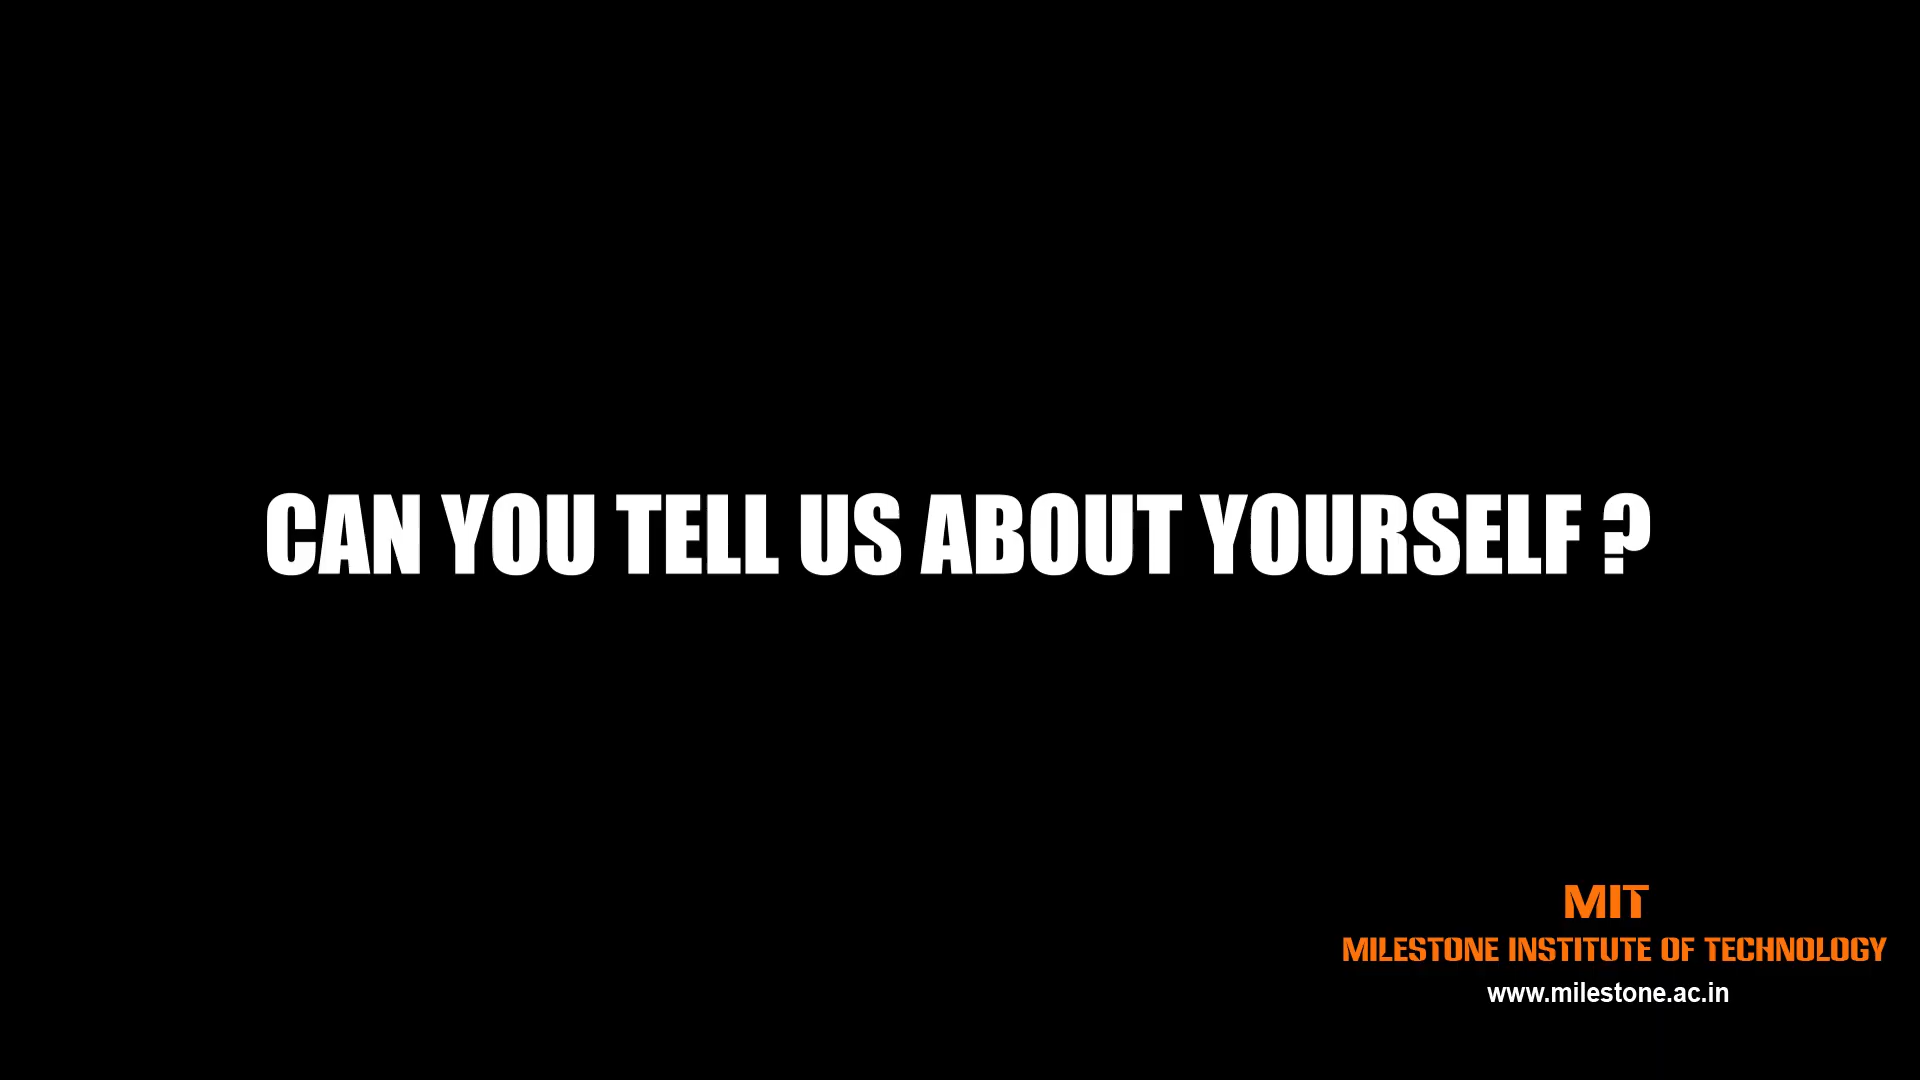 CAN YOU TELL US ABOUT YOURSELF ?
MIT
MILESTONE INSTITUTE OF TECHNOLOGY
www.milestone.ac.in